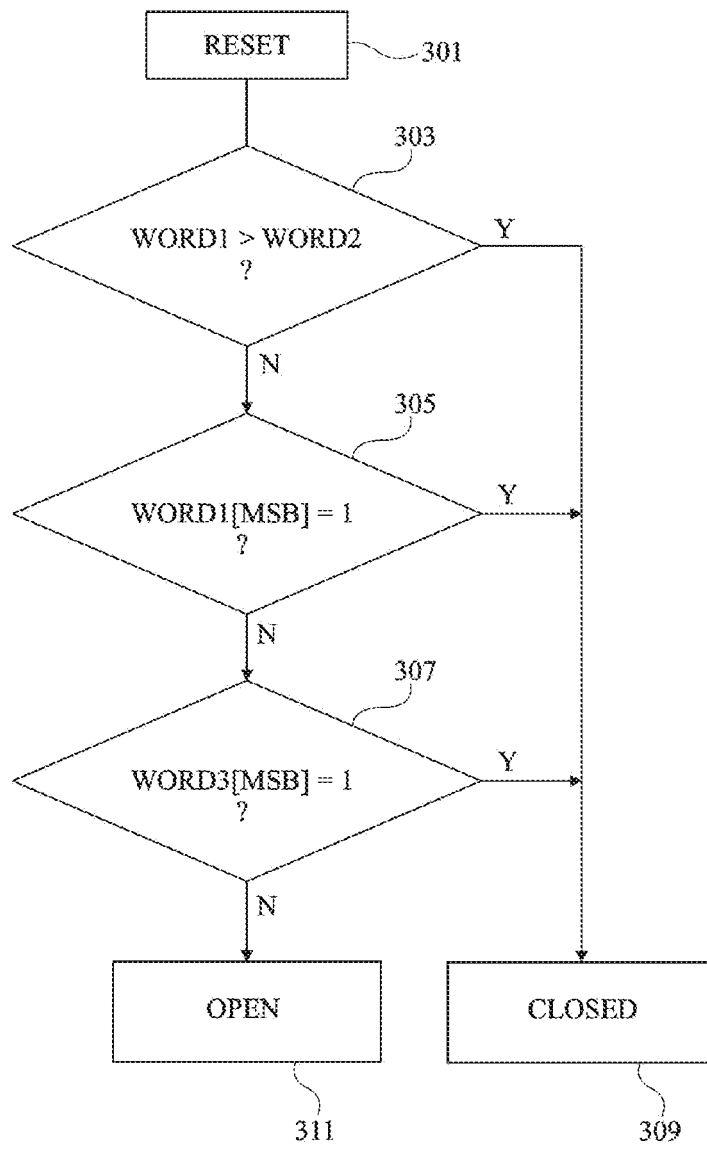 RESET
301
303
WORD1 > WORD2
?
Y
N
305
WORD1[MSB] = 1
?
Y
N
307
WORD3[MSB] = 1
?
Y
N
OPEN
CLOSED
311
309